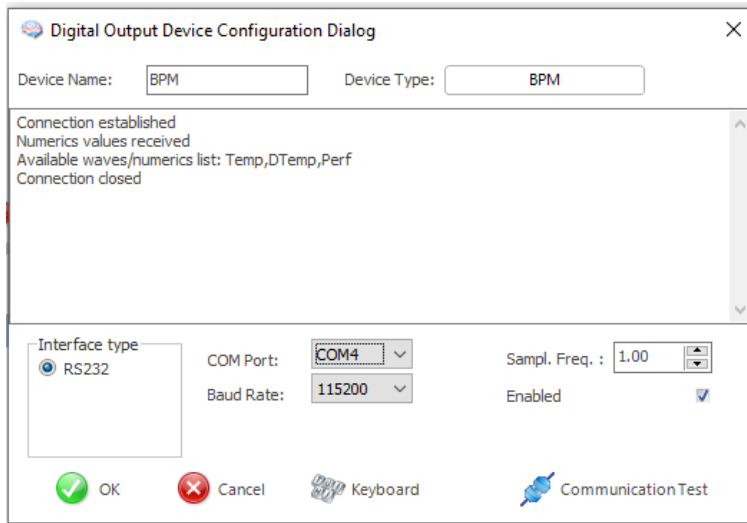 Digital Output Device Configuration Dialog
Device Name: BPM Device Type: BPM
Connection established
Numerics values received
Available waves/numerics list: Temp,DTemp,Perf
Connection closed
Interface type
RS232
COM Port: COM4
Baud Rate: 115200
Sampl. Freq. : 1.00
Enabled
OK
Cancel
Keyboard
Communication Test